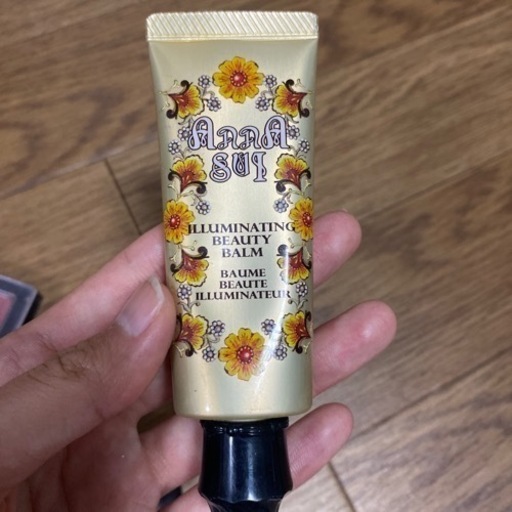 ANNA
SUI
ILLUMINATING
BEAUTY
BALM
BAUME
BEAUTE
ILLUMINATEUR